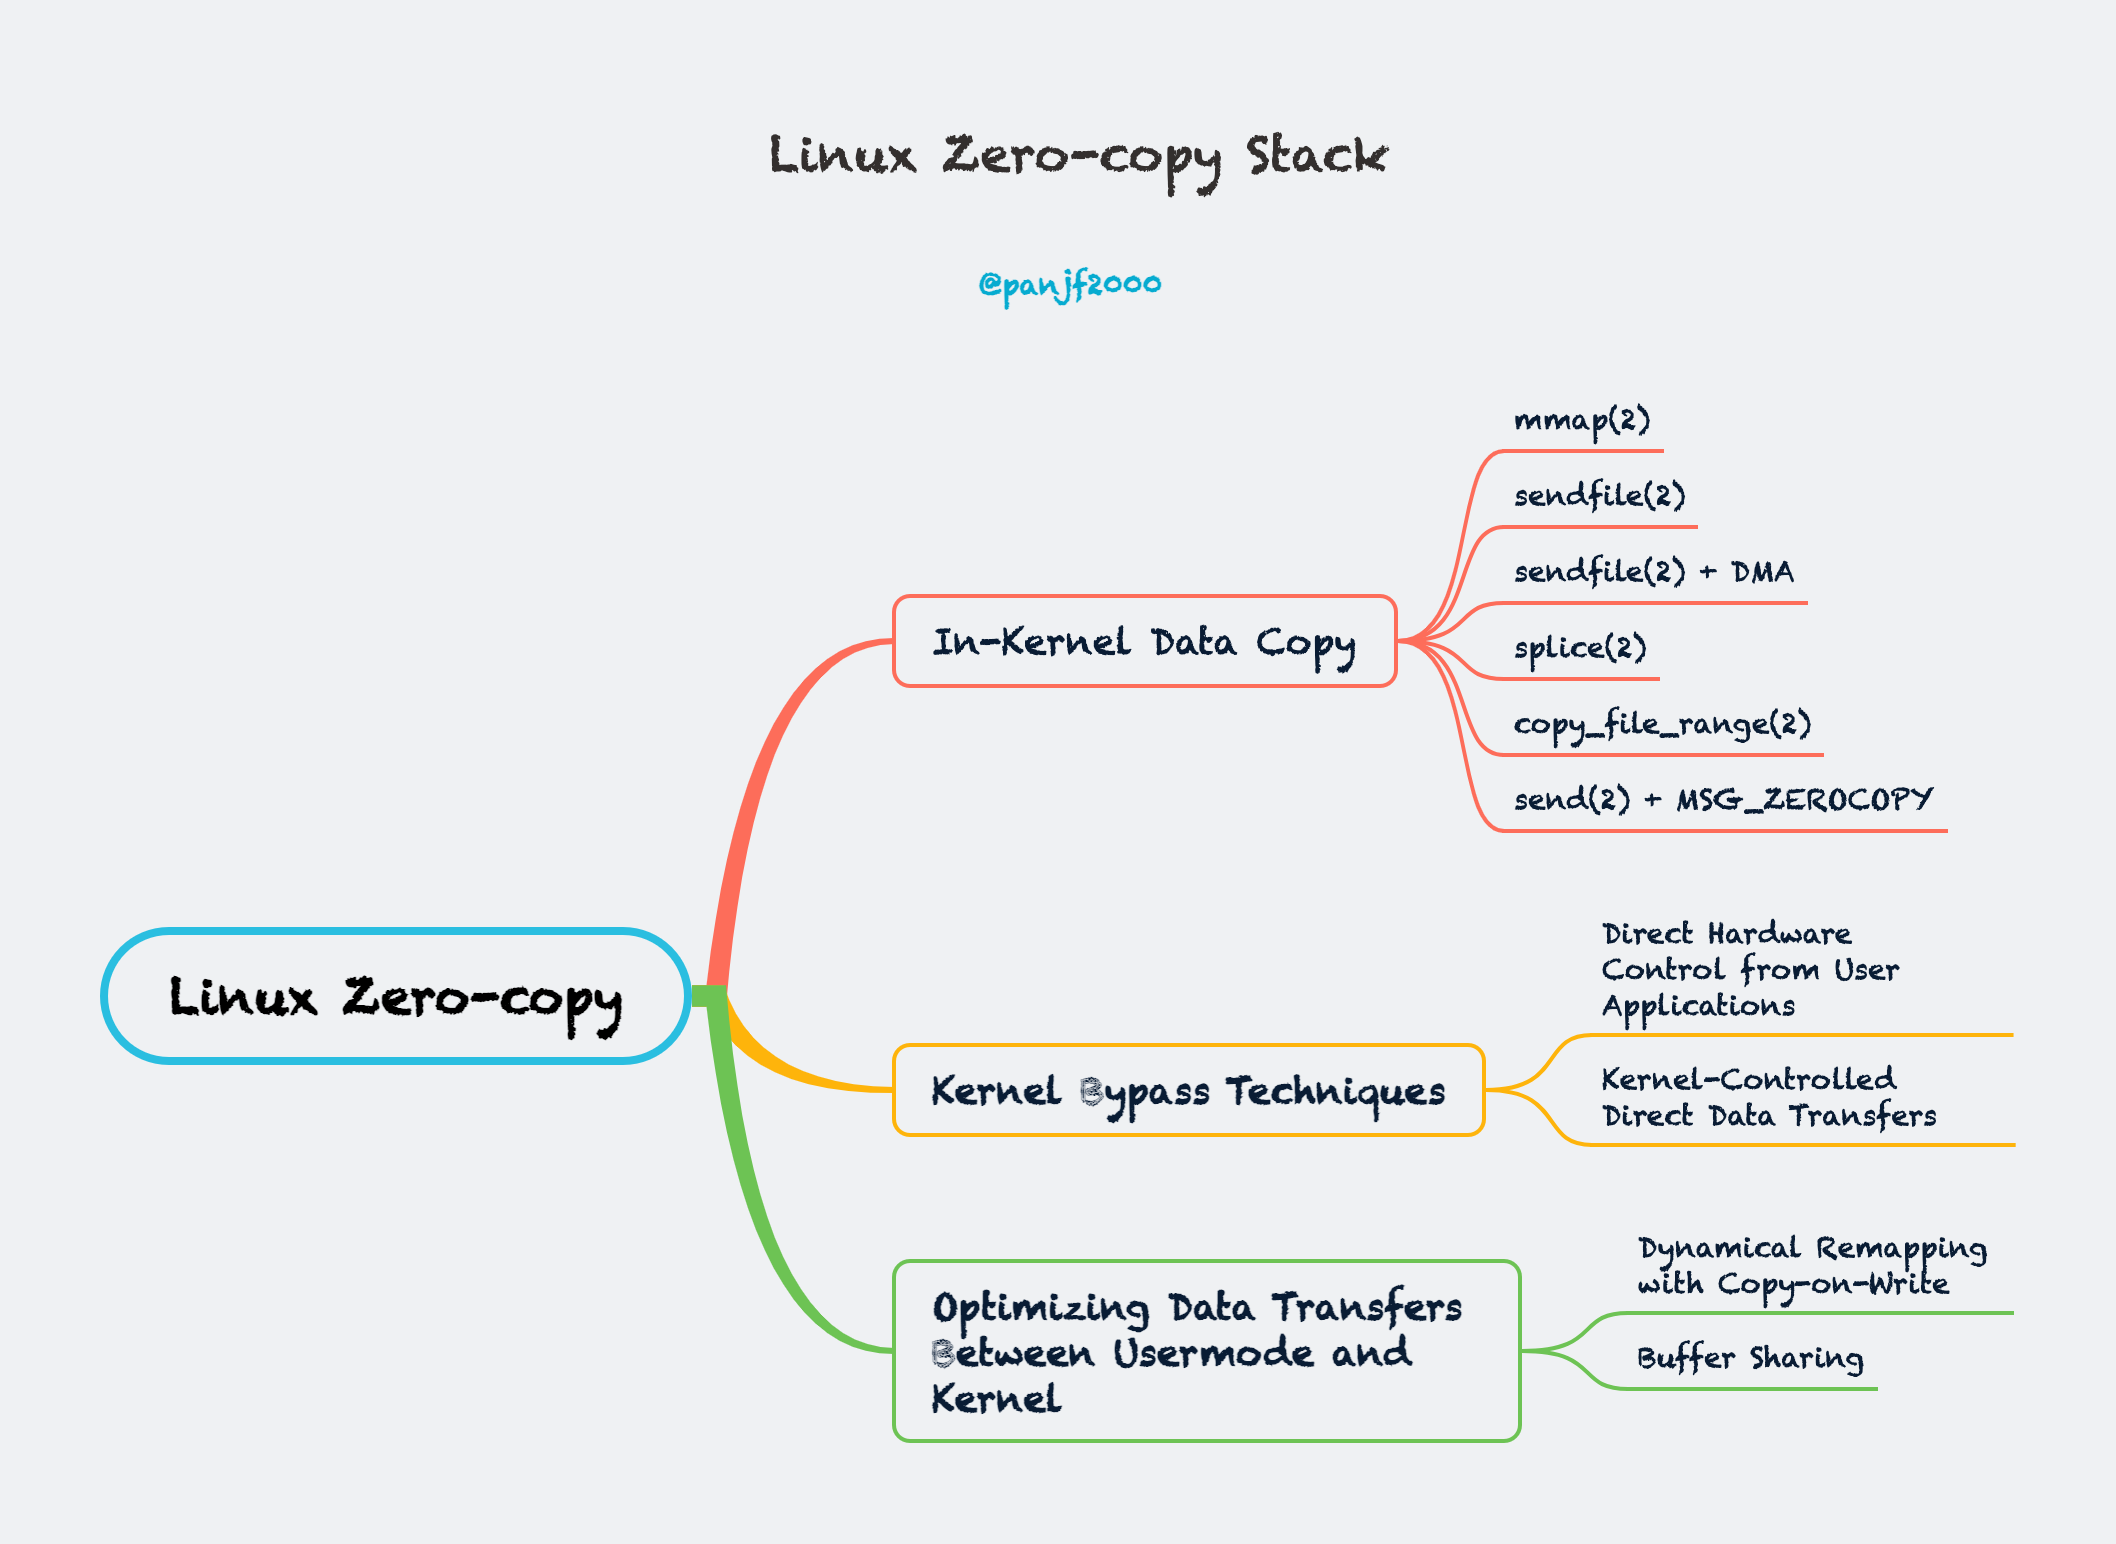 Linux Zero-copy Stack
@panjf2000
mmap(2)
sendfile(2)
sendfile(2) + DMA
In-Kernel Data Copy
splice(2)
copy_file_range(2)
send(2) + MSG_ZEROCOPY
Linux Zero-copy
Direct Hardware
Control from User
Applications
Kernel Bypass Techniques
Kernel-Controlled
Direct Data Transfers
Optimizing Data Transfers
Between Usermode and
Kernel
Dynamical Remapping
with Copy-on-Write
Buffer Sharing